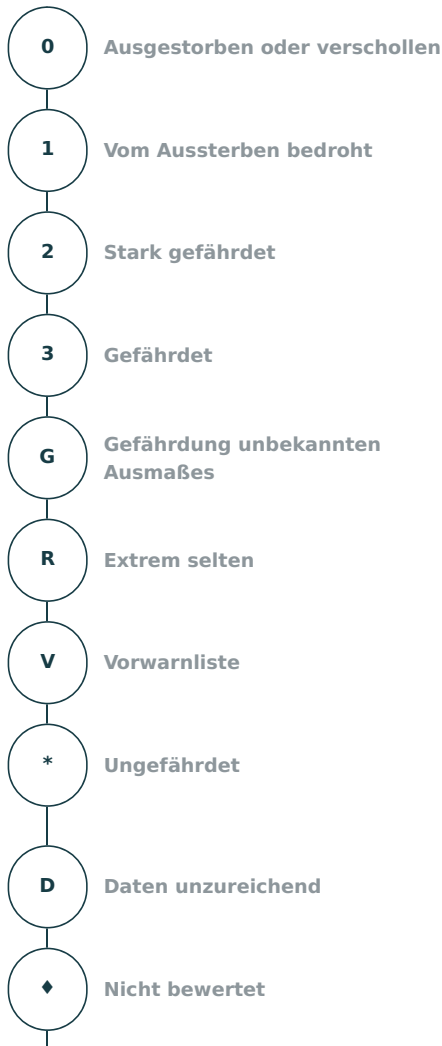 0 Ausgestorben oder verschollen
1 Vom Aussterben bedroht
2 Stark gefährdet
3 Gefährdet
G Gefährdung unbekannten
Ausmaßes
R Extrem selten
V Vorwarnliste
* Ungefährdet
D Daten unzureichend
♦ Nicht bewertet